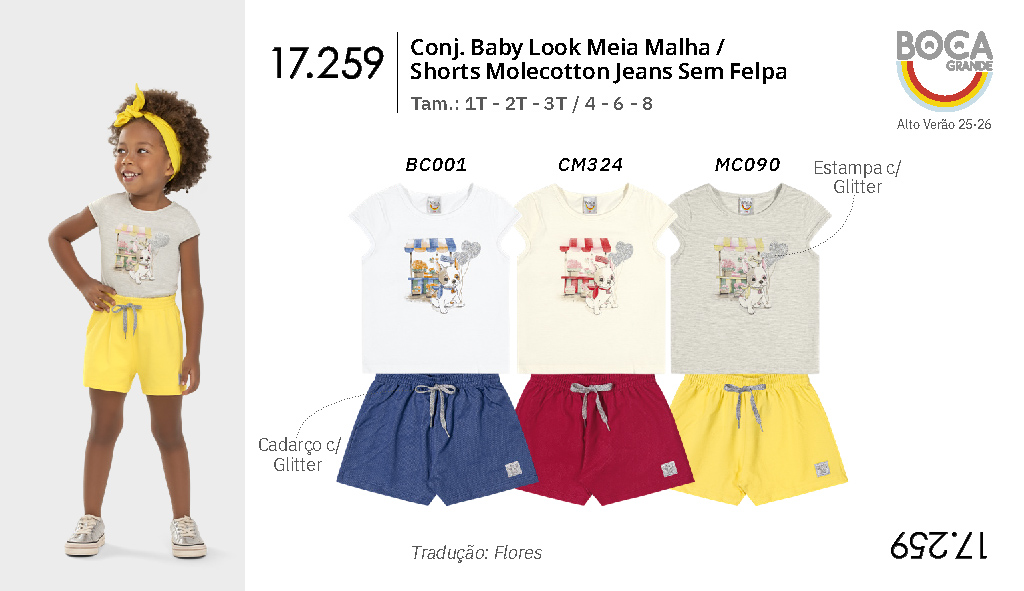 17.259
Conj. Baby Look Meia Malha /
Shorts Molecotton Jeans Sem Felpa
Tam.: 1T - 2T - 3T / 4 - 6 - 8
BOCA
GRANDE
Alto Verão 25-26
BC001
CM324
MC090
Estampa c/
Glitter
Cadarço c/
Glitter
Tradução: Flores
17.259